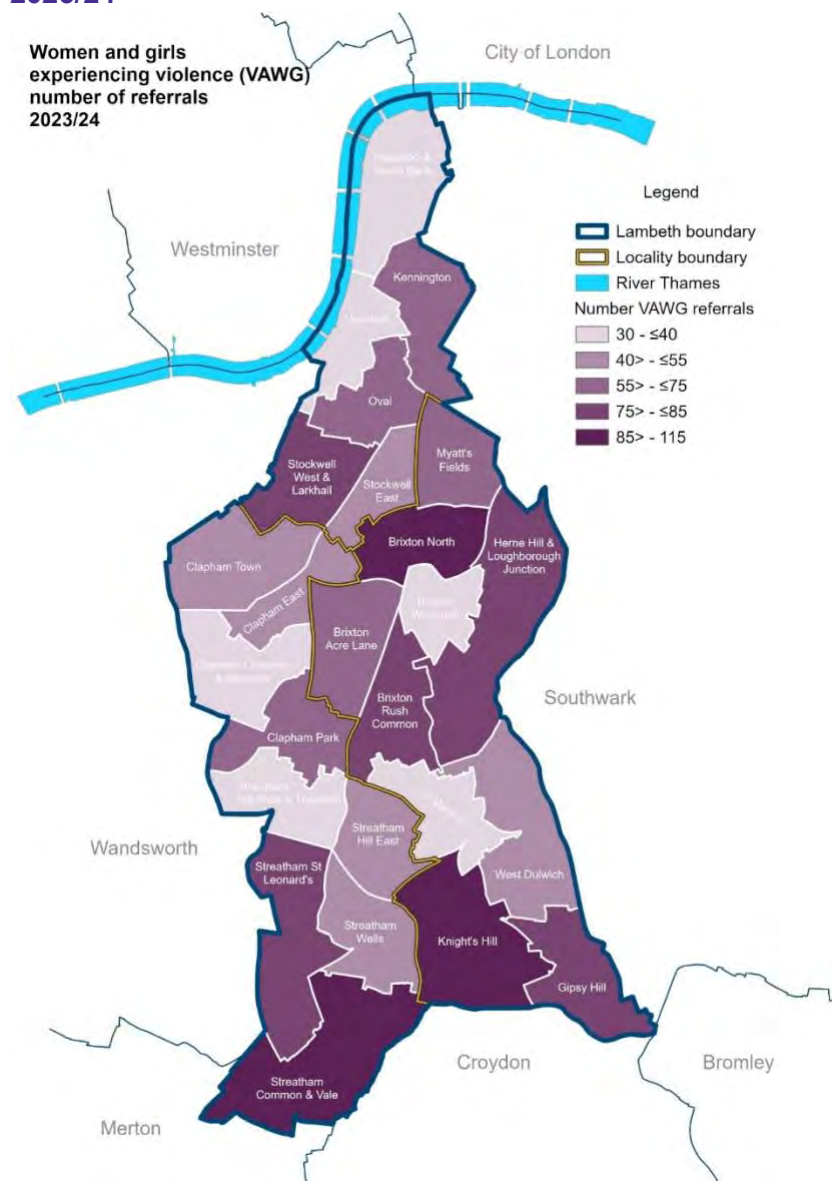 2023/24
Women and girls
experiencing violence (VAWG)
number of referrals
2023/24
City of London
Westminster
Legend
Lambeth boundary
Locality boundary
River Thames
Number VAWG referrals
30 - ≤40
40> - ≤55
55> - ≤75
75> - ≤85
85> - 115
Kennington
Oval
Stockwell
West &
Larkhall
Stockwell
East
Myatt's
Fields
Brixton North
Herne Hill &
Loughborough
Junction
Clapham Town
Clapham East
Brixton
Acre Lane
Brixton
Rush
Common
Southwark
Clapham Park
Wandsworth
Streatham
Hill East
Streatham St
Leonard's
West Dulwich
Streatham
Wells
Knight's Hill
Gipsy Hill
Streatham
Common & Vale
Croydon
Bromley
Merton